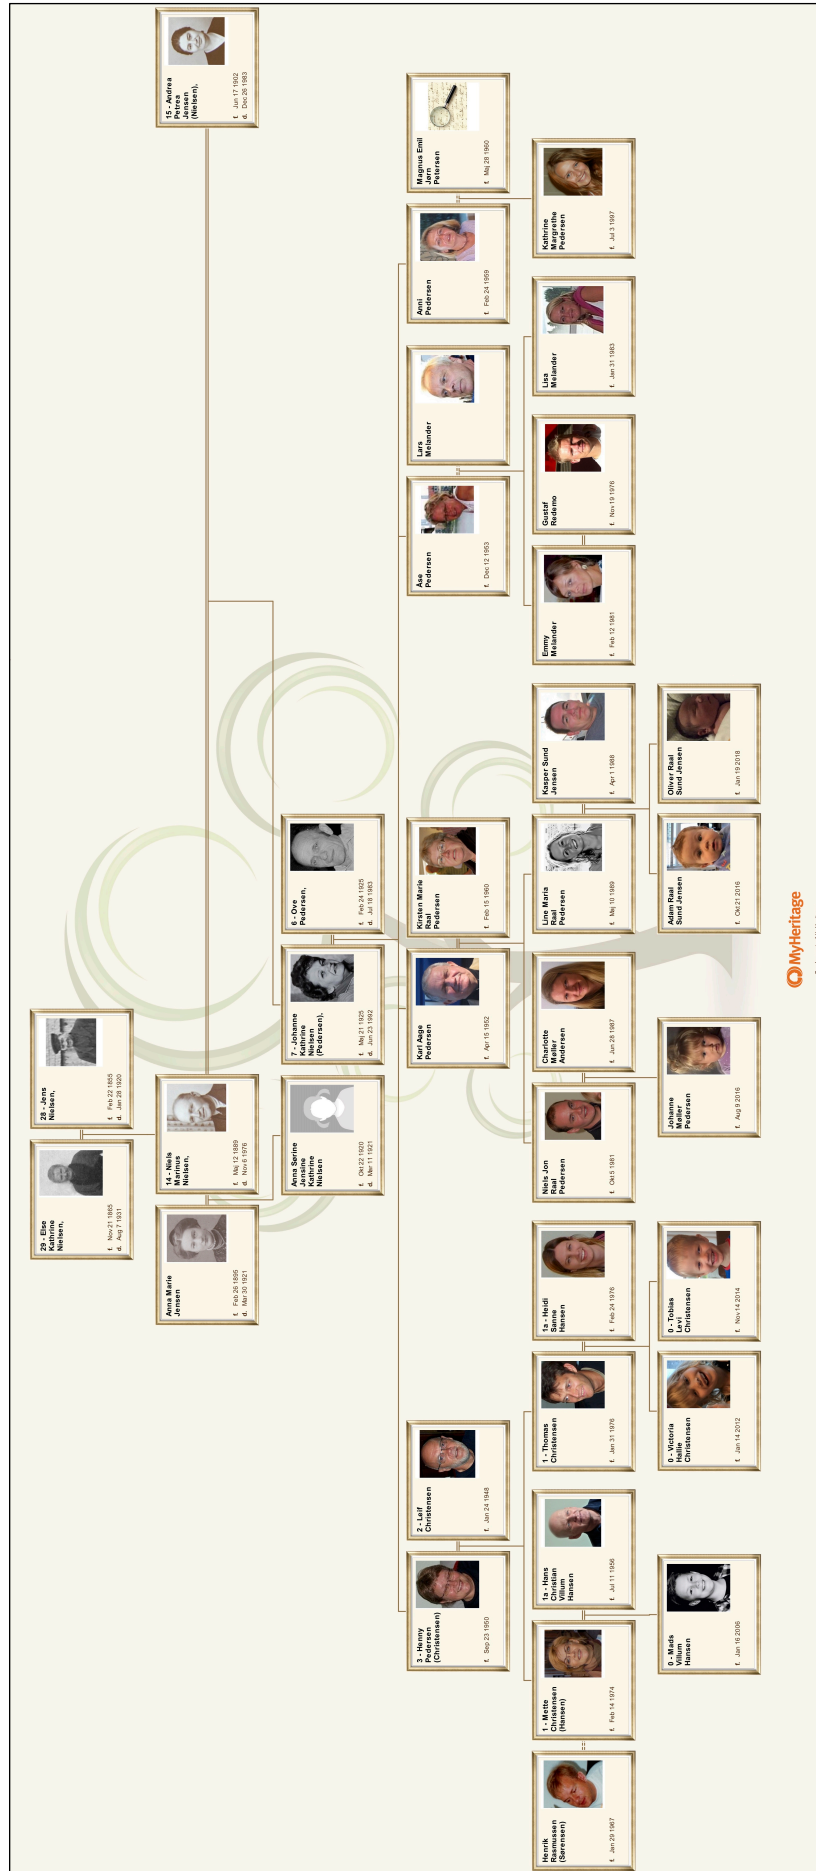 15 - Andrea
Petrea
Jensen
(Nielsen),
f. Jun 17 1902
d. Dec 26 1983
Magnus Emil
Jørn
Petersen
f. Maj 28 1960
Anni
Pedersen
f. Feb 24 1959
Kathrine
Margrethe
Pedersen
f. Jul 3 1997
Lars
Melander
Åse
Pedersen
f. Dec 12 1953
Lisa
Melander
f. Jan 31 1983
Gustaf
Redemo
f. Nov 19 1976
Emmy
Melander
f. Feb 12 1981
Kasper Sund
Jensen
f. Apr 1 1988
Oliver Raal
Sund Jensen
f. Jan 19 2018
6 - Ove
Pedersen,
f. Feb 24 1925
d. Jul 18 1983
Kirsten Marie
Raal
Pedersen
f. Feb 15 1960
Line Maria
Raal
Pedersen
f. Maj 10 1989
Adam Raal
Sund Jensen
f. Okt 21 2016
7 - Johanne
Kathrine
Nielsen
(Pedersen),
f. Maj 21 1925
d. Jun 23 1992
Karl Aage
Pedersen
f. Apr 15 1952
Charlotte
Møller
Andersen
f. Jun 28 1987
28 - Jens
Nielsen,
f. Feb 22 1855
d. Jan 28 1920
Johanne
Møller
Pedersen
f. Aug 9 2016
14 - Niels
Marinus
Nielsen,
f. Maj 12 1889
d. Nov 6 1976
Anna Sørine
Jensine
Kathrine
Nielsen
f. Okt 22 1920
d. Mar 11 1921
Niels Jon
Raal
Pedersen
f. Okt 5 1981
29 - Else
Kathrine
Nielsen,
f. Nov 21 1865
d. Aug 7 1931
Anna Marie
Jensen
f. Feb 26 1895
d. Mar 30 1921
1a - Heidi
Sanne
Hansen
f. Feb 24 1976
0 - Tobias
Levi
Christensen
f. Nov 14 2014
1 - Thomas
Christensen
f. Jan 31 1976
0 - Victoria
Hallie
Christensen
f. Jan 14 2012
2 - Leif
Christensen
f. Jan 24 1948
3 - Henny
Pedersen
(Christensen)
f. Sep 23 1950
1a - Hans
Christian
Villum
Hansen
f. Jul 11 1956
0 - Mads
Villum
Hansen
f. Jan 16 2006
1 - Mette
Christensen
(Hansen)
f. Feb 14 1974
Henrik
Rasmussen
(Sørensen)
f. Jan 29 1967
MyHeritage